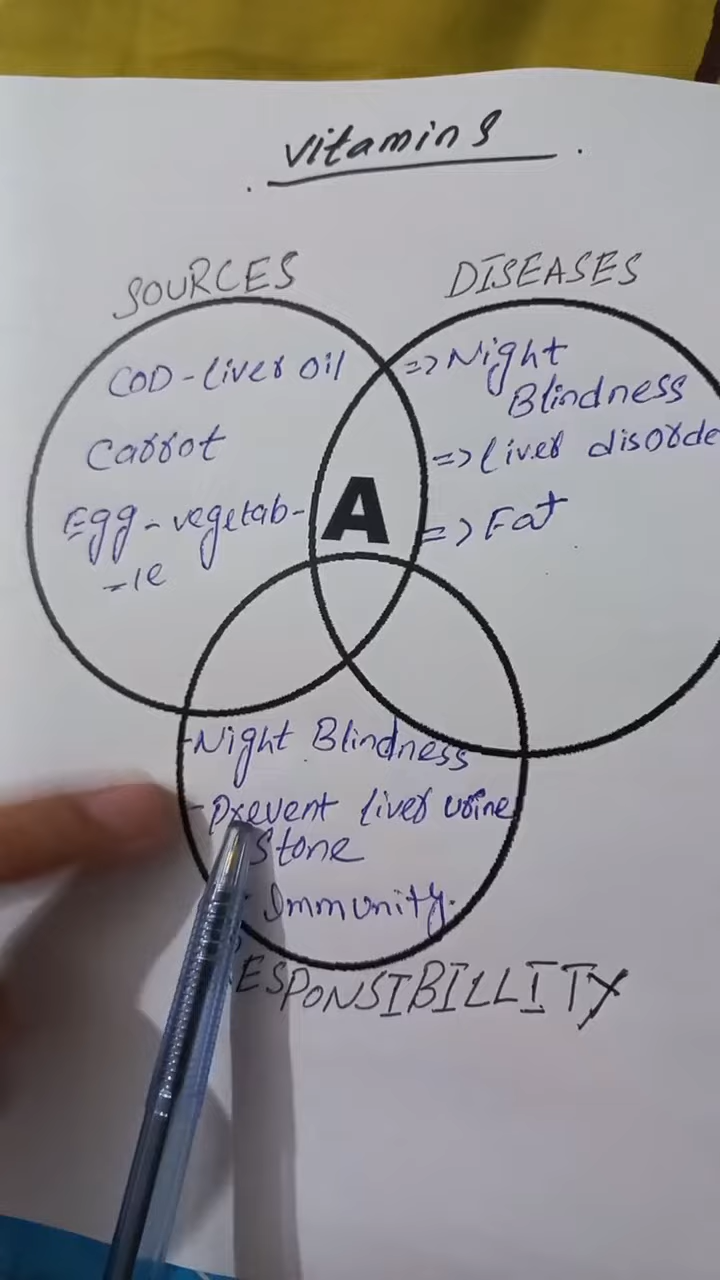 vitamins
SOURCES
DISEASES
COD-liver oil
Carrot
Egg-vegetab-
-le
A
=> Night
Blindness
=> liver disorde
=> Fat
-Night Blindness
-Prevent liver urine
Stone
- Immunity.
RESPONSIBILLITY